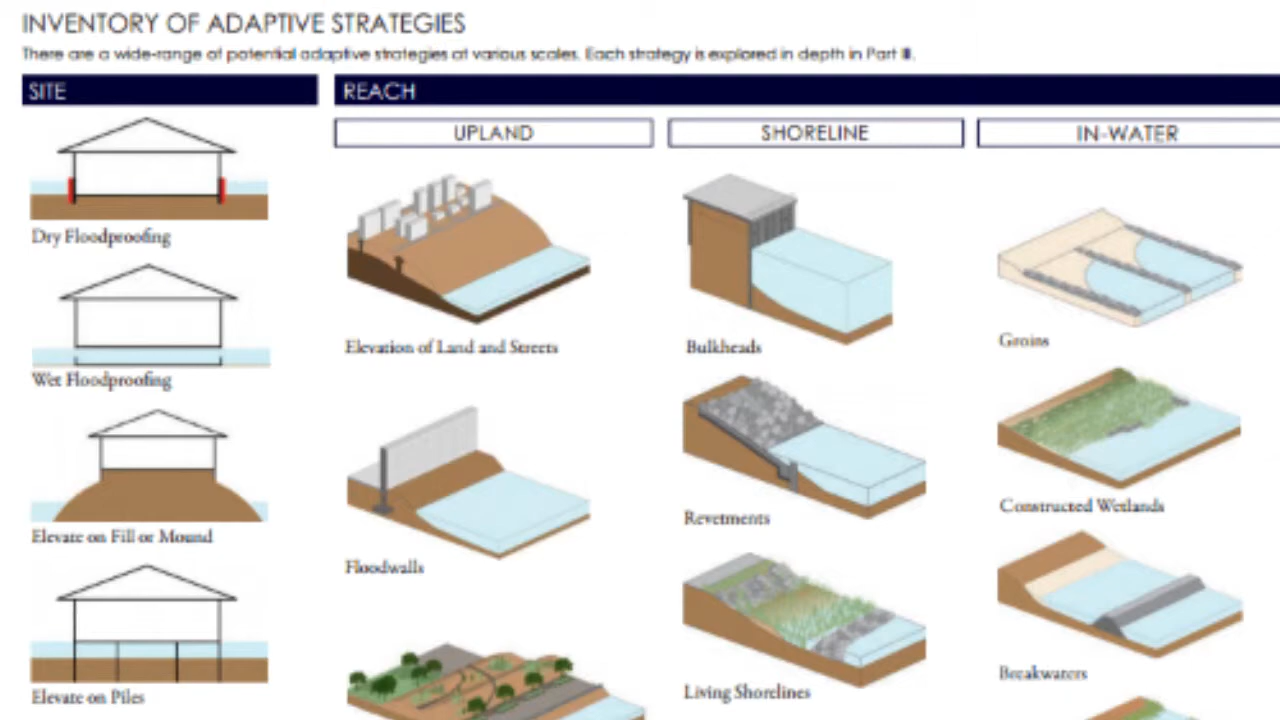 INVENTORY OF ADAPTIVE STRATEGIES
There are a wide-range of potential adaptive strategies at various scales. Each strategy is explored in depth in Part III.
SITE
REACH
UPLAND
SHORELINE
IN-WATER
Dry Floodproofing
Wet Floodproofing
Elevate on Fill or Mound
Elevate on Piles
Elevation of Land and Streets
Floodwalls
Bulkheads
Revetments
Living Shorelines
Groins
Constructed Wetlands
Breakwaters